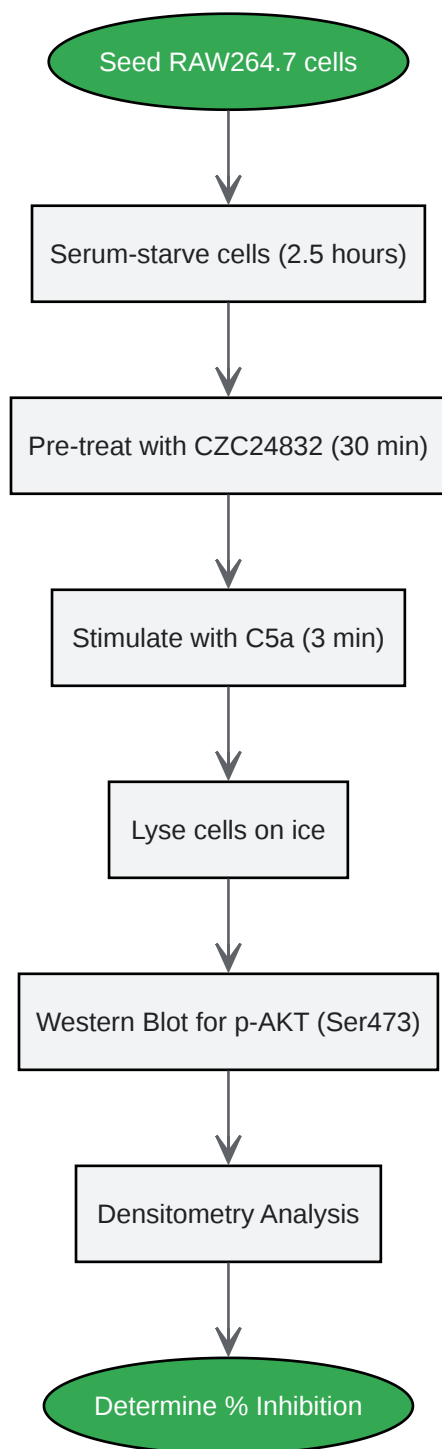 Seed RAW264.7 cells
Serum-starve cells (2.5 hours)
Pre-treat with CZC24832 (30 min)
Stimulate with C5a (3 min)
Lyse cells on ice
Western Blot for p-AKT (Ser473)
Densitometry Analysis
Determine % Inhibition